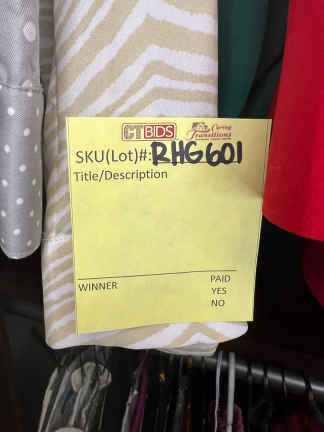 CTBIDS Caring Transitions
SKU(Lot)#: RHG601
Title/Description
WINNER PAID
YES
NO